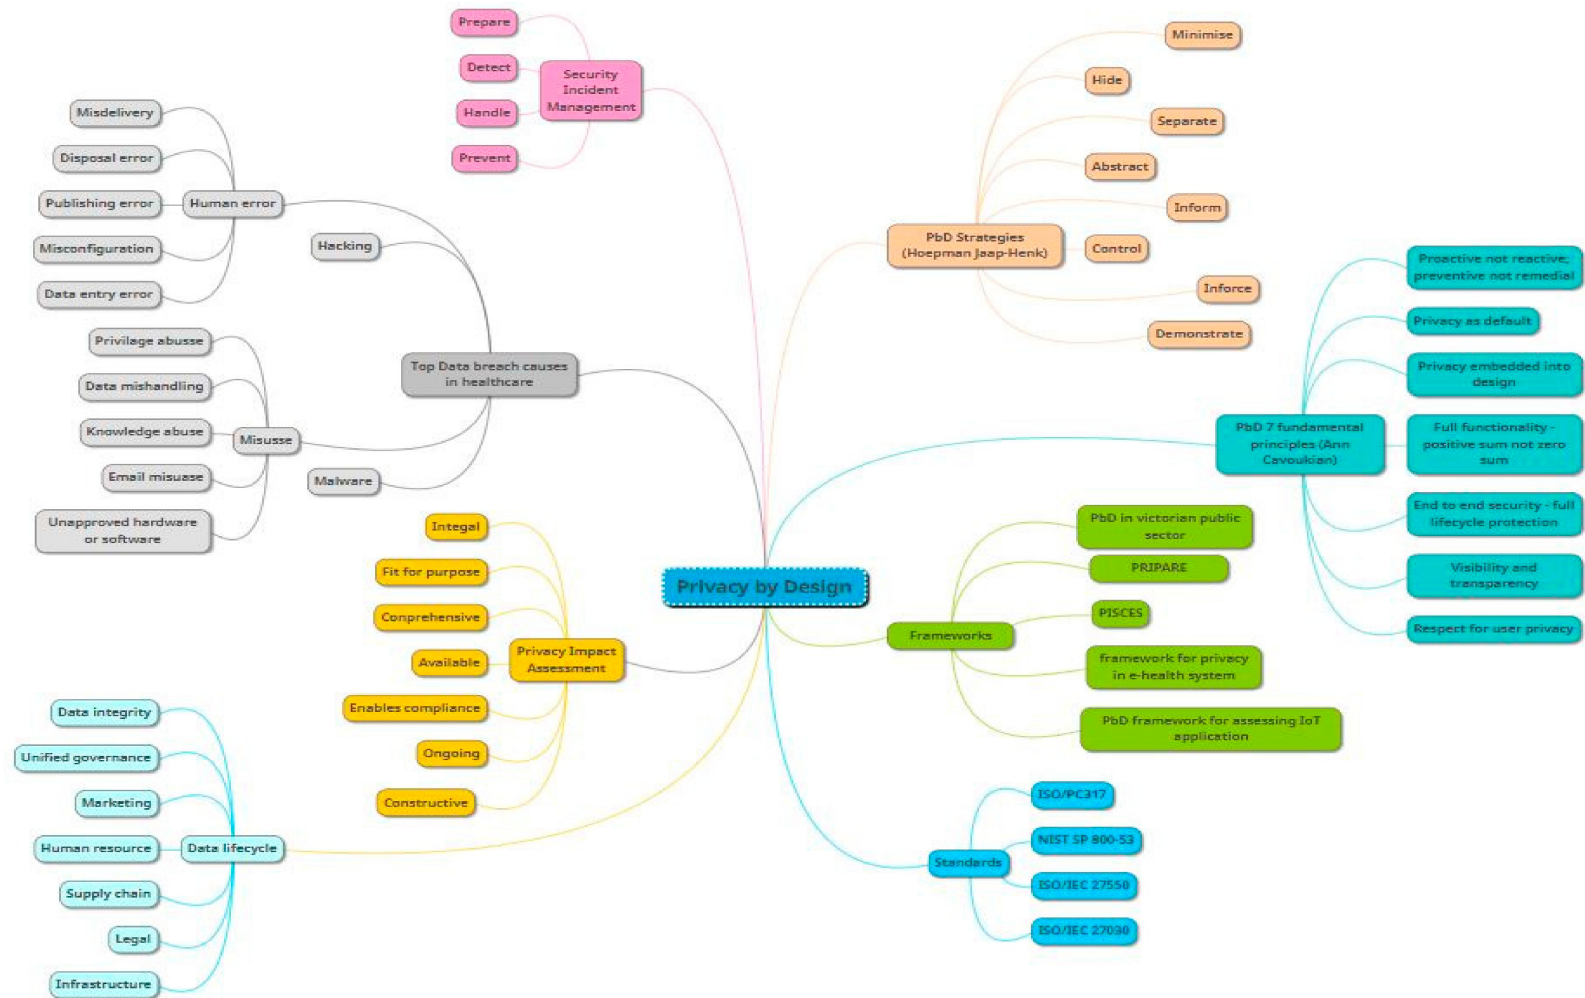 Prepare
Detect
Handle
Prevent
Security
Incident
Management
Misdelivery
Disposal error
Publishing error
Misconfiguration
Data entry error
Human error
Hacking
Privilage abusse
Data mishandling
Knowledge abuse
Email misuase
Unapproved hardware
or software
Misusse
Malware
Top Data breach causes
in healthcare
Integal
Fit for purpose
Conprehensive
Available
Enables compliance
Ongoing
Constructive
Privacy Impact
Assessment
Data integrity
Unified governance
Marketing
Human resource
Supply chain
Legal
Infrastructure
Data lifecycle
Privacy by Design
Minimise
Hide
Separate
Abstract
Inform
Control
Inforce
Demonstrate
PbD Strategies
(Hoepman Jaap-Henk)
PbD 7 fundamental
principles (Ann
Cavoukian)
Proactive not reactive;
preventive not remedial
Privacy as default
Privacy embedded into
design
Full functionality -
positive sum not zero
sum
End to end security - full
lifecycle protection
Visibility and
transparency
Respect for user privacy
Frameworks
PbD in victorian public
sector
PRIPARE
PISCES
framework for privacy
in e-health system
PbD framework for assessing IoT
application
Standards
ISO/PC317
NIST SP 800-53
ISO/IEC 27550
ISO/IEC 27030